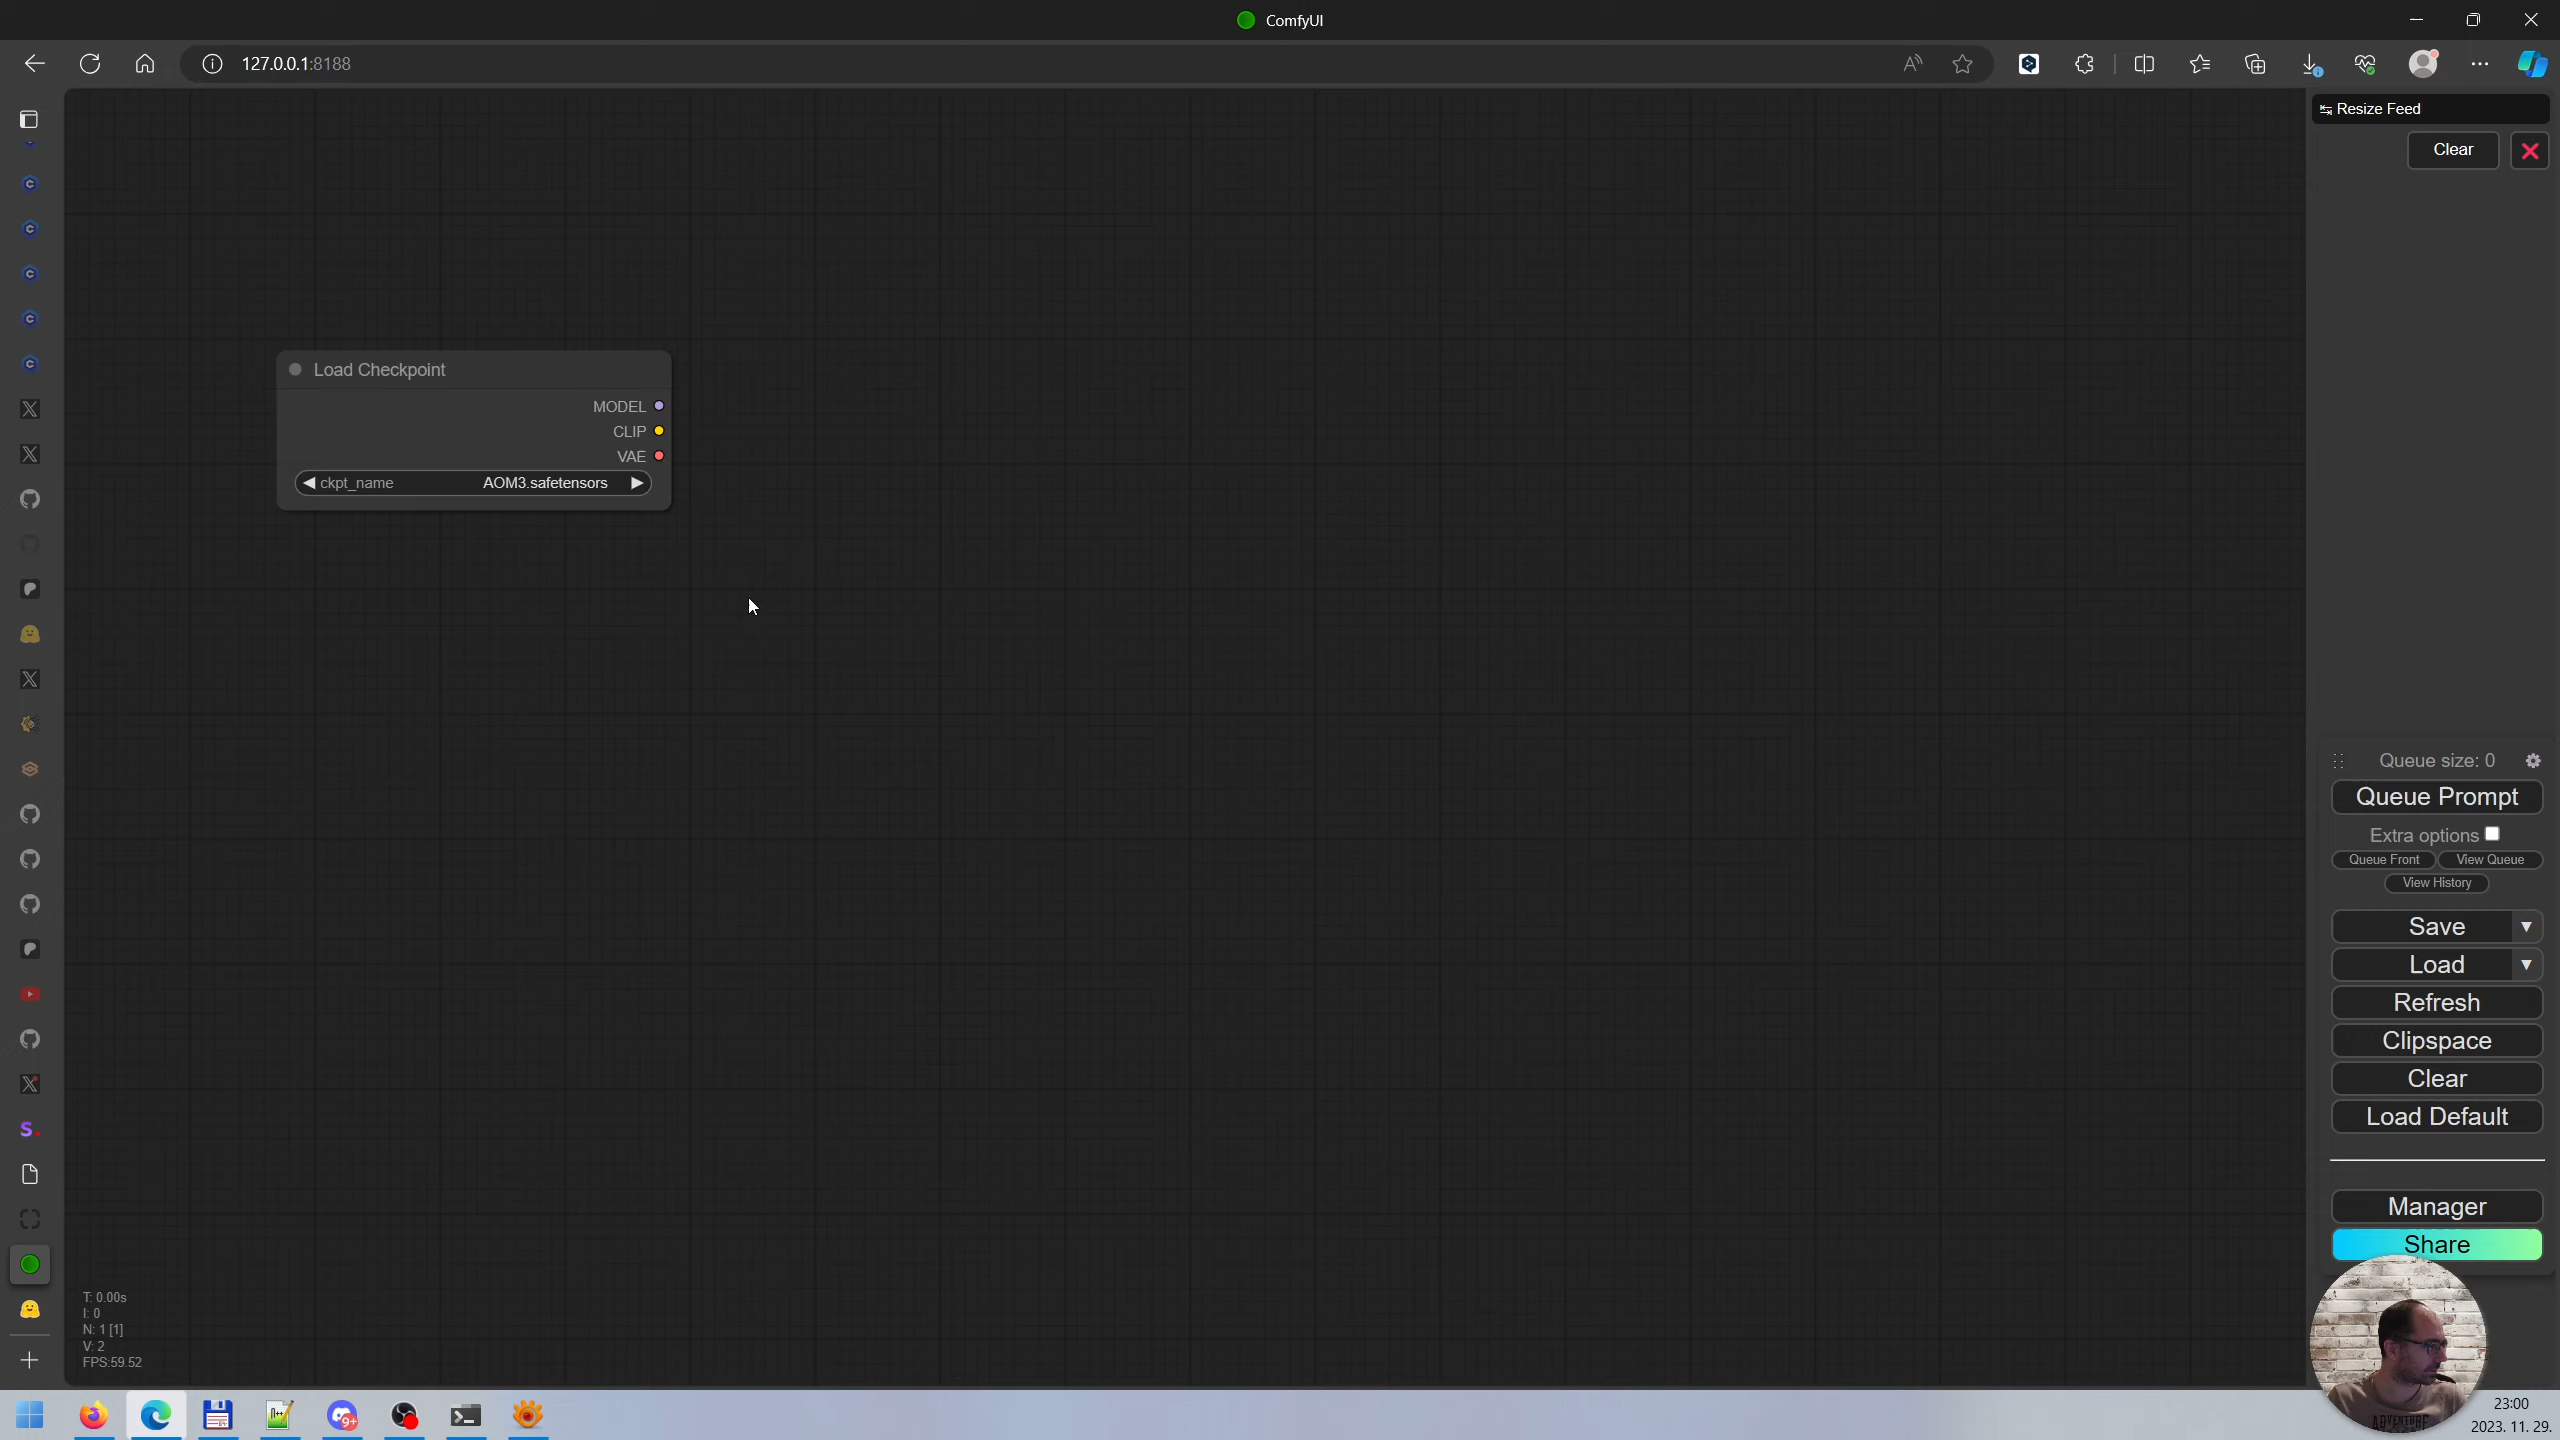 ComfyUI
127.0.0.1:8188
Resize Feed
Clear
Load Checkpoint
MODEL
CLIP
VAE
ckpt_name AOM3.safetensors
Queue size: 0
Queue Prompt
Extra options
Queue Front View Queue
View History
Save
Load
Refresh
Clipspace
Clear
Load Default
Manager
Share
T: 0.00s
I: 0
N: 1 [1]
V: 2
FPS:59.52
9+
ADVENTURE
23:00
2023. 11. 29.